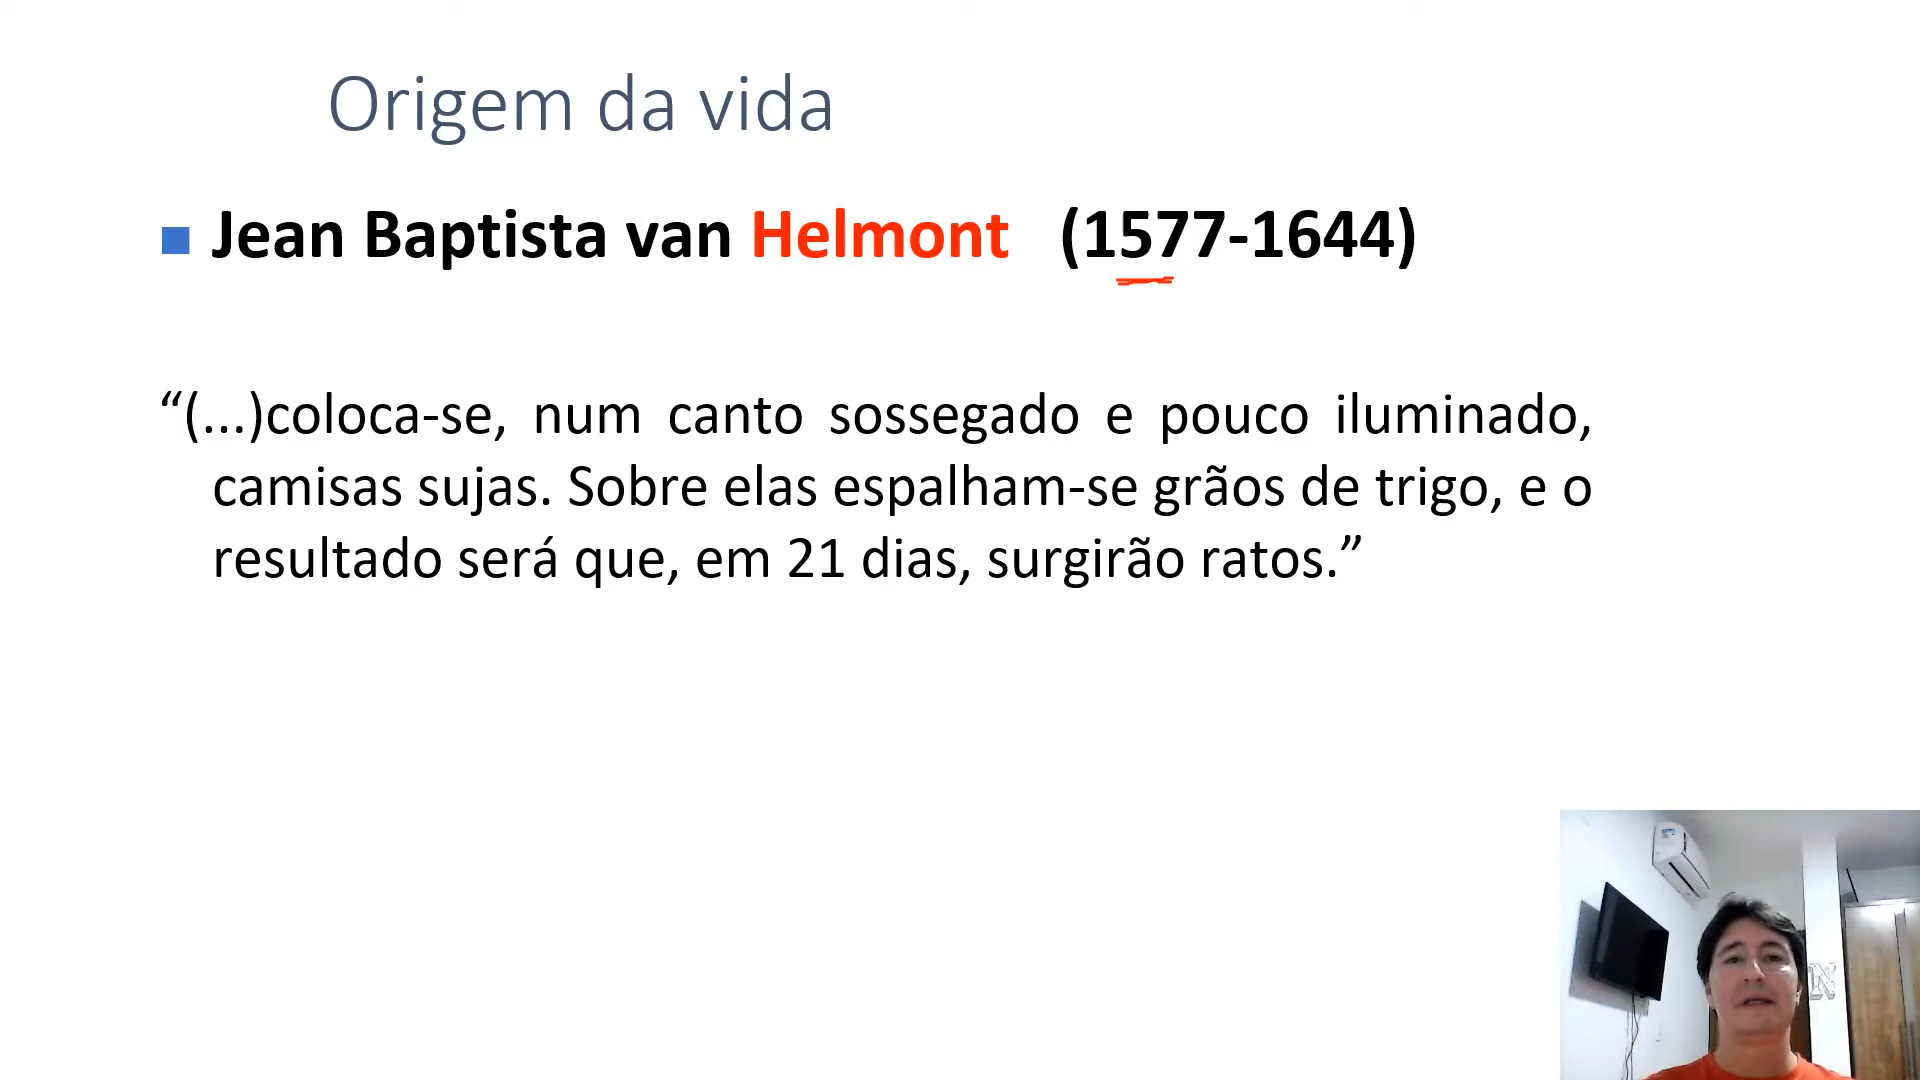 Origem da vida
Jean Baptista van Helmont (1577-1644)
“(...)coloca-se, num canto sossegado e pouco iluminado,
camisas sujas. Sobre elas espalham-se grãos de trigo, e o
resultado será que, em 21 dias, surgirão ratos.”
N